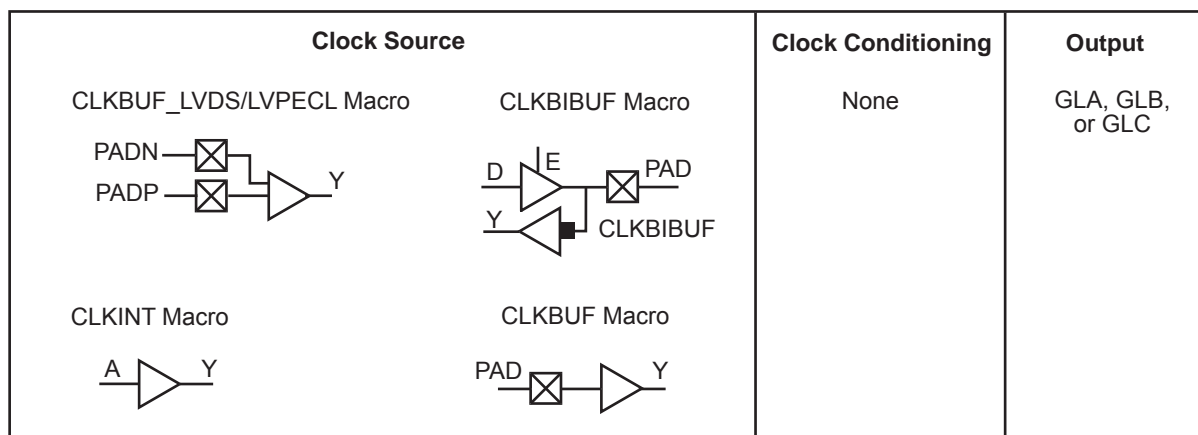 Clock Source
Clock Conditioning
Output
CLKBUF_LVDS/LVPECL Macro
PADN
PADP
Y
CLKBIBUF Macro
D
E
PAD
Y
CLKBIBUF
None
GLA, GLB,
or GLC
CLKINT Macro
A
Y
CLKBUF Macro
PAD
Y